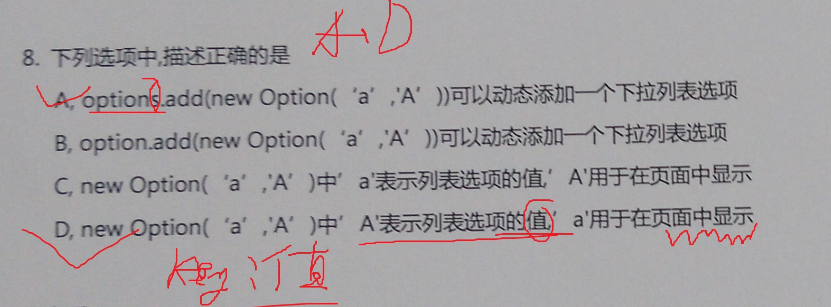 8. 下列选项中,描述正确的是 A、D
A, options.add(new Option(‘a’,'A’))可以动态添加一个下拉列表选项
B, option.add(new Option(‘a’,'A’))可以动态添加一个下拉列表选项
C, new Option(‘a’,'A’)中’a'表示列表选项的值,’A'用于在页面中显示
D, new Option(‘a’,'A’)中’A'表示列表选项的值,’a'用于在页面中显示
key 值